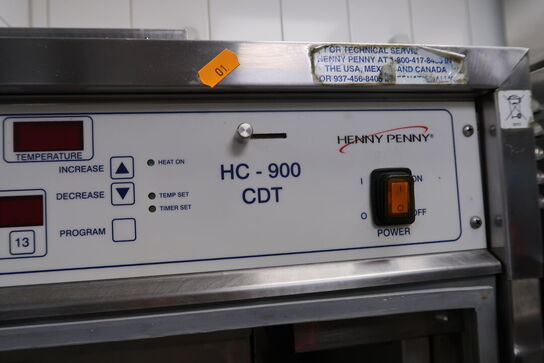 FOR TECHNICAL SERVICE
HENNY PENNY AT 1-800-417-8405 IN
THE USA, MEX AND CANADA
OR 937-456-8405
01
TEMPERATURE
INCREASE
HEAT ON
DECREASE
TEMP SET
TIMER SET
13
PROGRAM
HC - 900
CDT
HENNY PENNY®
I ON
O OFF
POWER